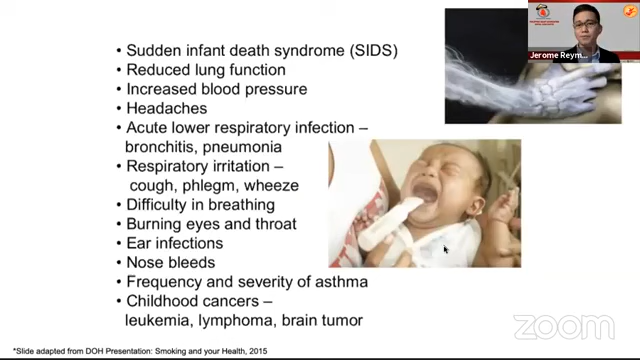 • Sudden infant death syndrome (SIDS)
• Reduced lung function
• Increased blood pressure
• Headaches
• Acute lower respiratory infection –
bronchitis, pneumonia
• Respiratory irritation –
cough, phlegm, wheeze
• Difficulty in breathing
• Burning eyes and throat
• Ear infections
• Nose bleeds
• Frequency and severity of asthma
• Childhood cancers –
leukemia, lymphoma, brain tumor
*Slide adapted from DOH Presentation: Smoking and your Health, 2015
Jerome Reym...
zoom